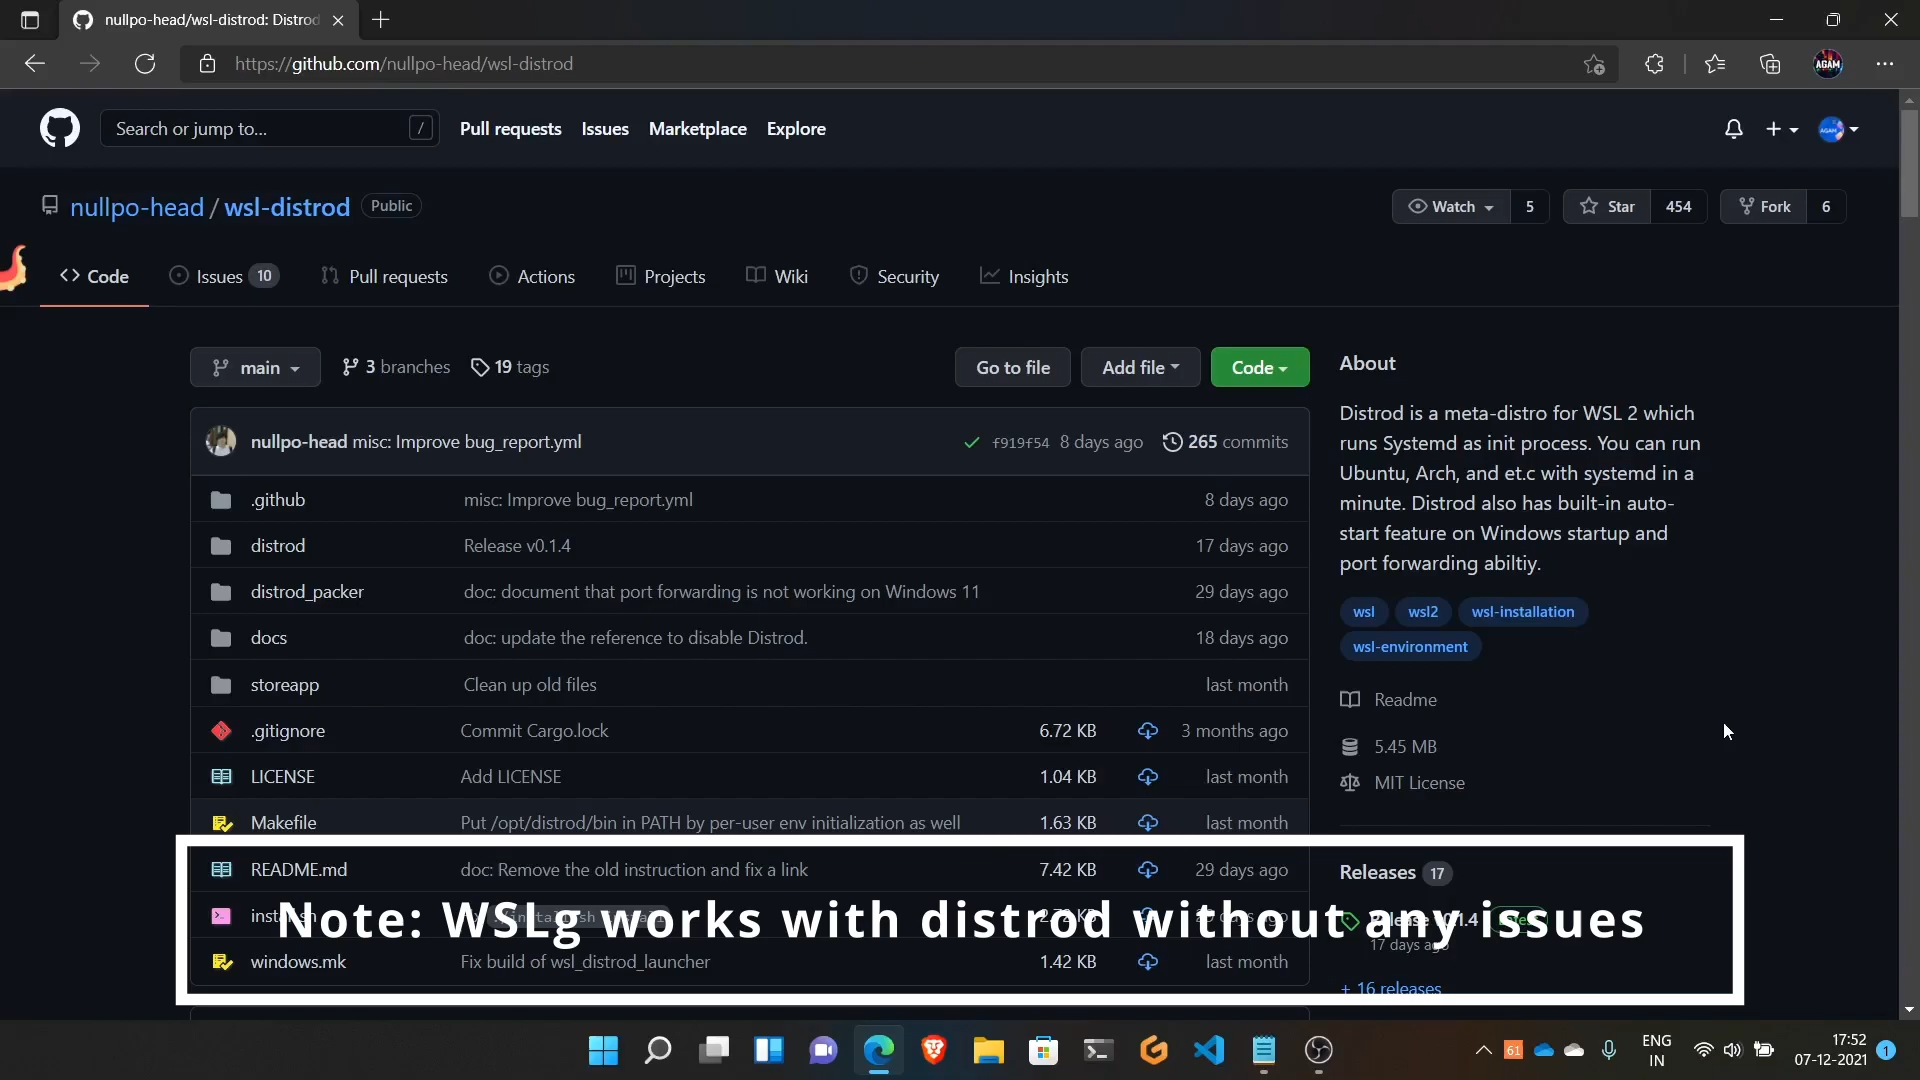 nullpo-head/wsl-distrod: Distrod
https://github.com/nullpo-head/wsl-distrod
AGAM
Search or jump to...
/
Pull requests
Issues
Marketplace
Explore
AGAM
nullpo-head / wsl-distrod
Public
Watch
5
Star
454
Fork
6
Code
Issues 10
Pull requests
Actions
Projects
Wiki
Security
Insights
main
3 branches
19 tags
Go to file
Add file
Code
nullpo-head misc: Improve bug_report.yml
f919f54 8 days ago
265 commits
.github misc: Improve bug_report.yml 8 days ago
distrod Release v0.1.4 17 days ago
distrod_packer doc: document that port forwarding is not working on Windows 11 29 days ago
docs doc: update the reference to disable Distrod. 18 days ago
storeapp Clean up old files last month
.gitignore Commit Cargo.lock 6.72 KB 3 months ago
LICENSE Add LICENSE 1.04 KB last month
Makefile Put /opt/distrod/bin in PATH by per-user env initialization as well 1.63 KB last month
README.md doc: Remove the old instruction and fix a link 7.42 KB 29 days ago
windows.mk Fix build of wsl_distrod_launcher 1.42 KB last month
About
Distrod is a meta-distro for WSL 2 which
runs Systemd as init process. You can run
Ubuntu, Arch, and et.c with systemd in a
minute. Distrod also has built-in auto-
start feature on Windows startup and
port forwarding abiltiy.
wsl
wsl2
wsl-installation
wsl-environment
Readme
5.45 MB
MIT License
Releases 17
17 days ago
+ 16 releases
Note: WSLg works with distrod without any issues
61
ENG
IN
17:52
07-12-2021
1